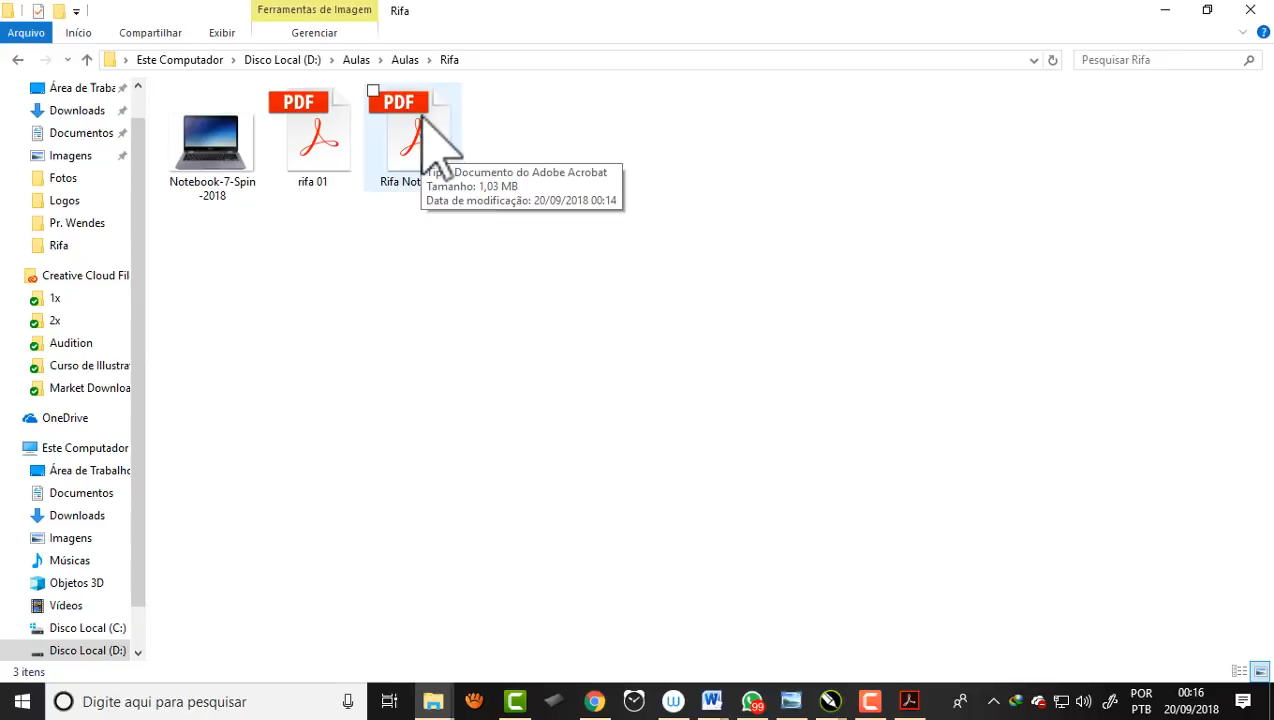 Ferramentas de Imagem
Rifa
Arquivo
Início
Compartilhar
Exibir
Gerenciar
Este Computador
Disco Local (D:)
Aulas
Aulas
Rifa
Pesquisar Rifa
Área de Traba
Downloads
Documentos
Imagens
Fotos
Logos
Pr. Wendes
Rifa
Creative Cloud Fil
1x
2x
Audition
Curso de Illustra
Market Downloa
OneDrive
Este Computador
Área de Trabalho
Documentos
Downloads
Imagens
Músicas
Objetos 3D
Vídeos
Disco Local (C:)
Disco Local (D:)
PDF
PDF
Notebook-7-Spin
-2018
rifa 01
Rifa
Documento do Adobe Acrobat
Tamanho: 1,03 MB
Data de modificação: 20/09/2018 00:14
3 itens
Digite aqui para pesquisar
99
POR
PTB
00:16
20/09/2018